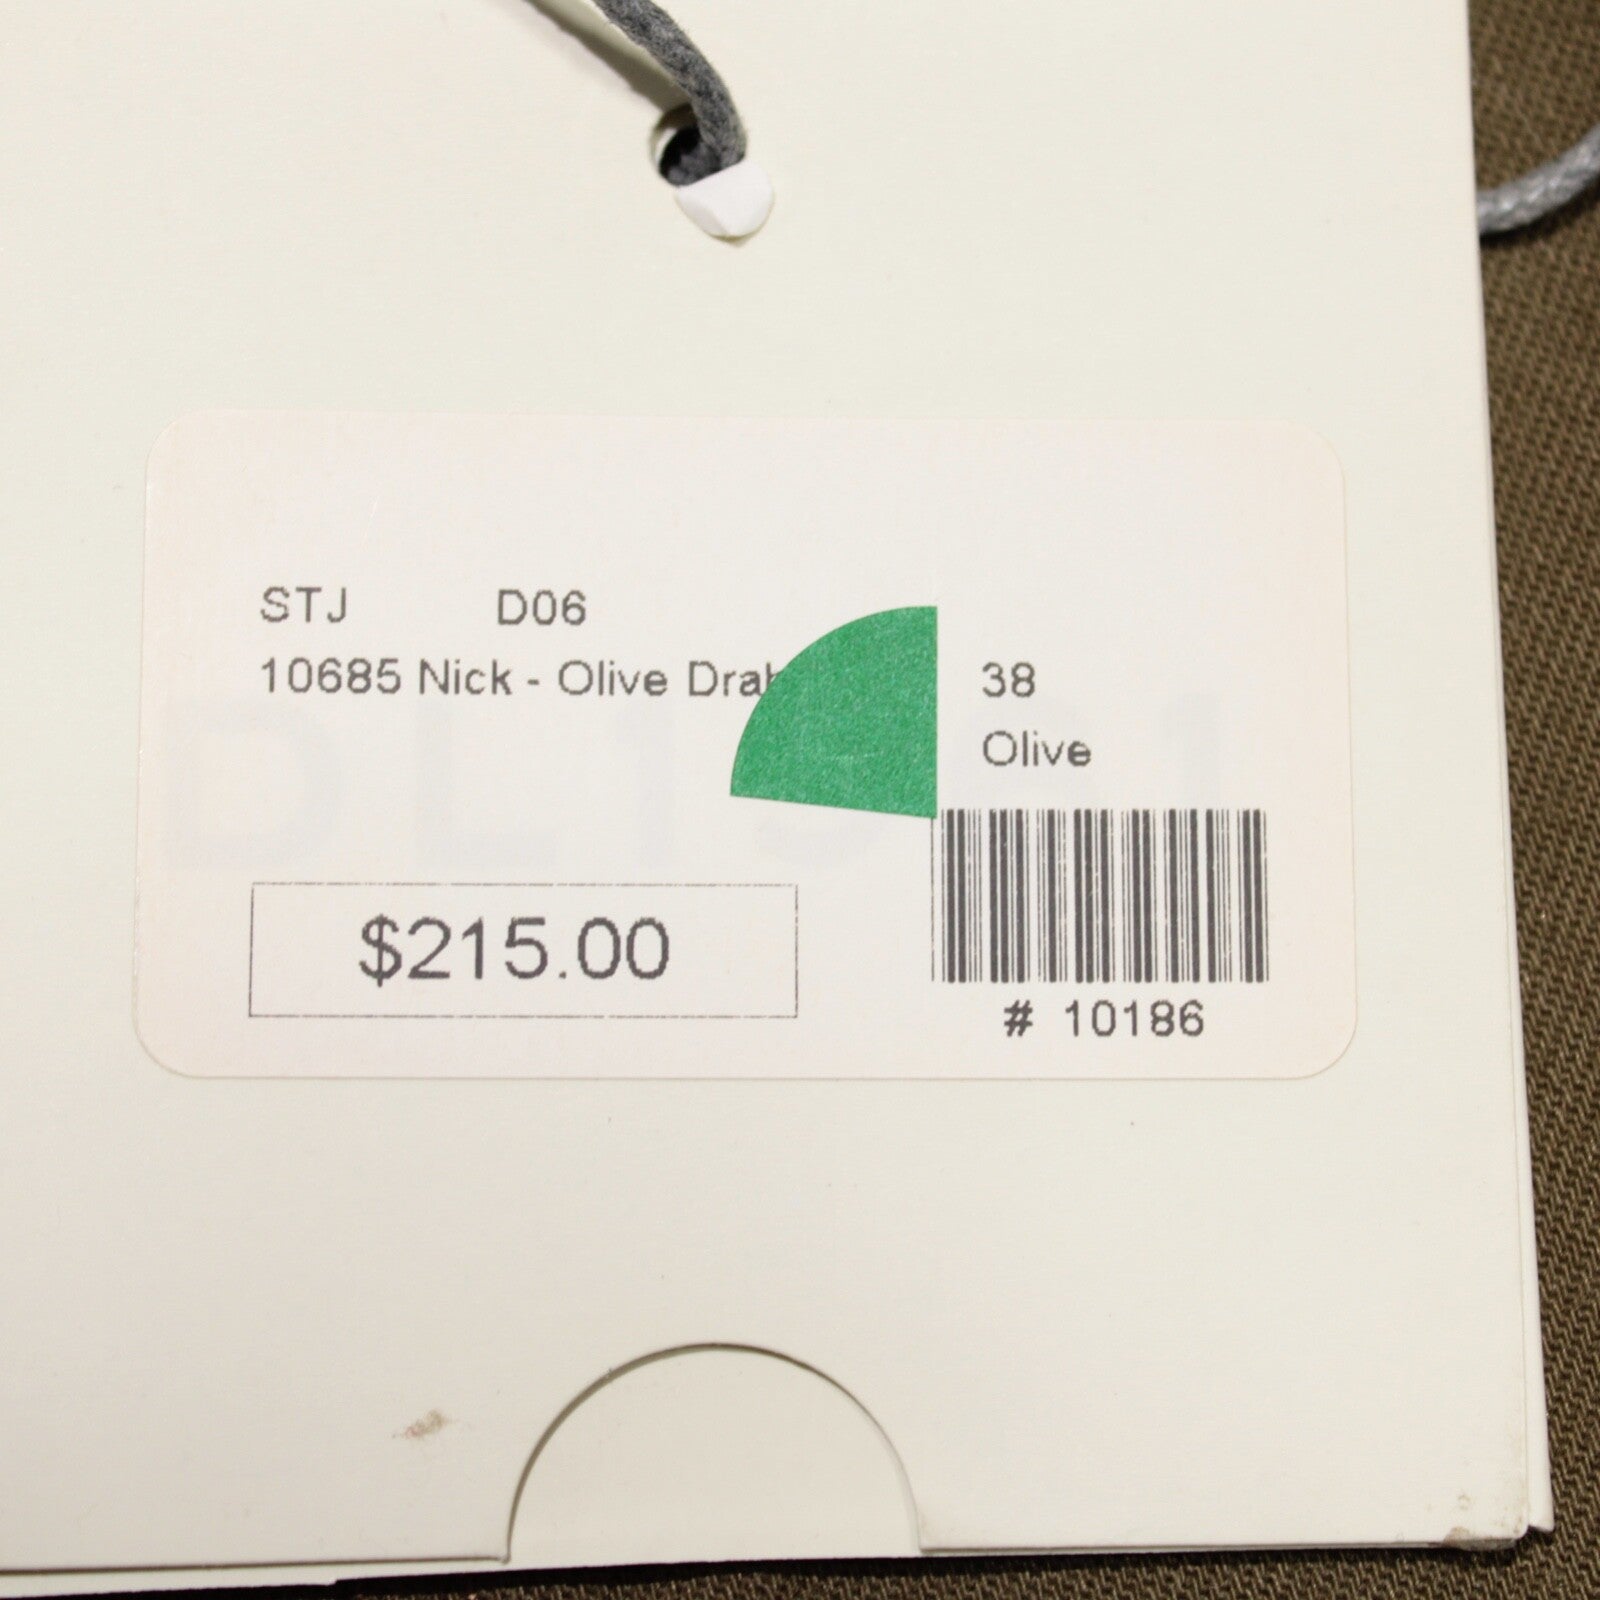 STJ D06
10685 Nick - Olive Drab 38
Olive
$215.00
# 10186